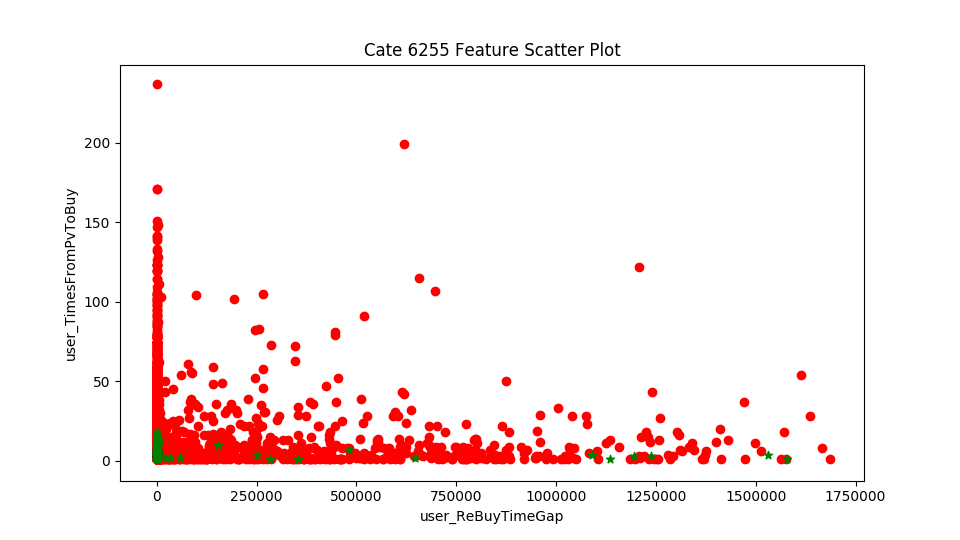 Cate 6255 Feature Scatter Plot
user_TimesFromPvToBuy
200
150
100
50
0
0 250000 500000 750000 1000000 1250000 1500000 1750000
user_ReBuyTimeGap